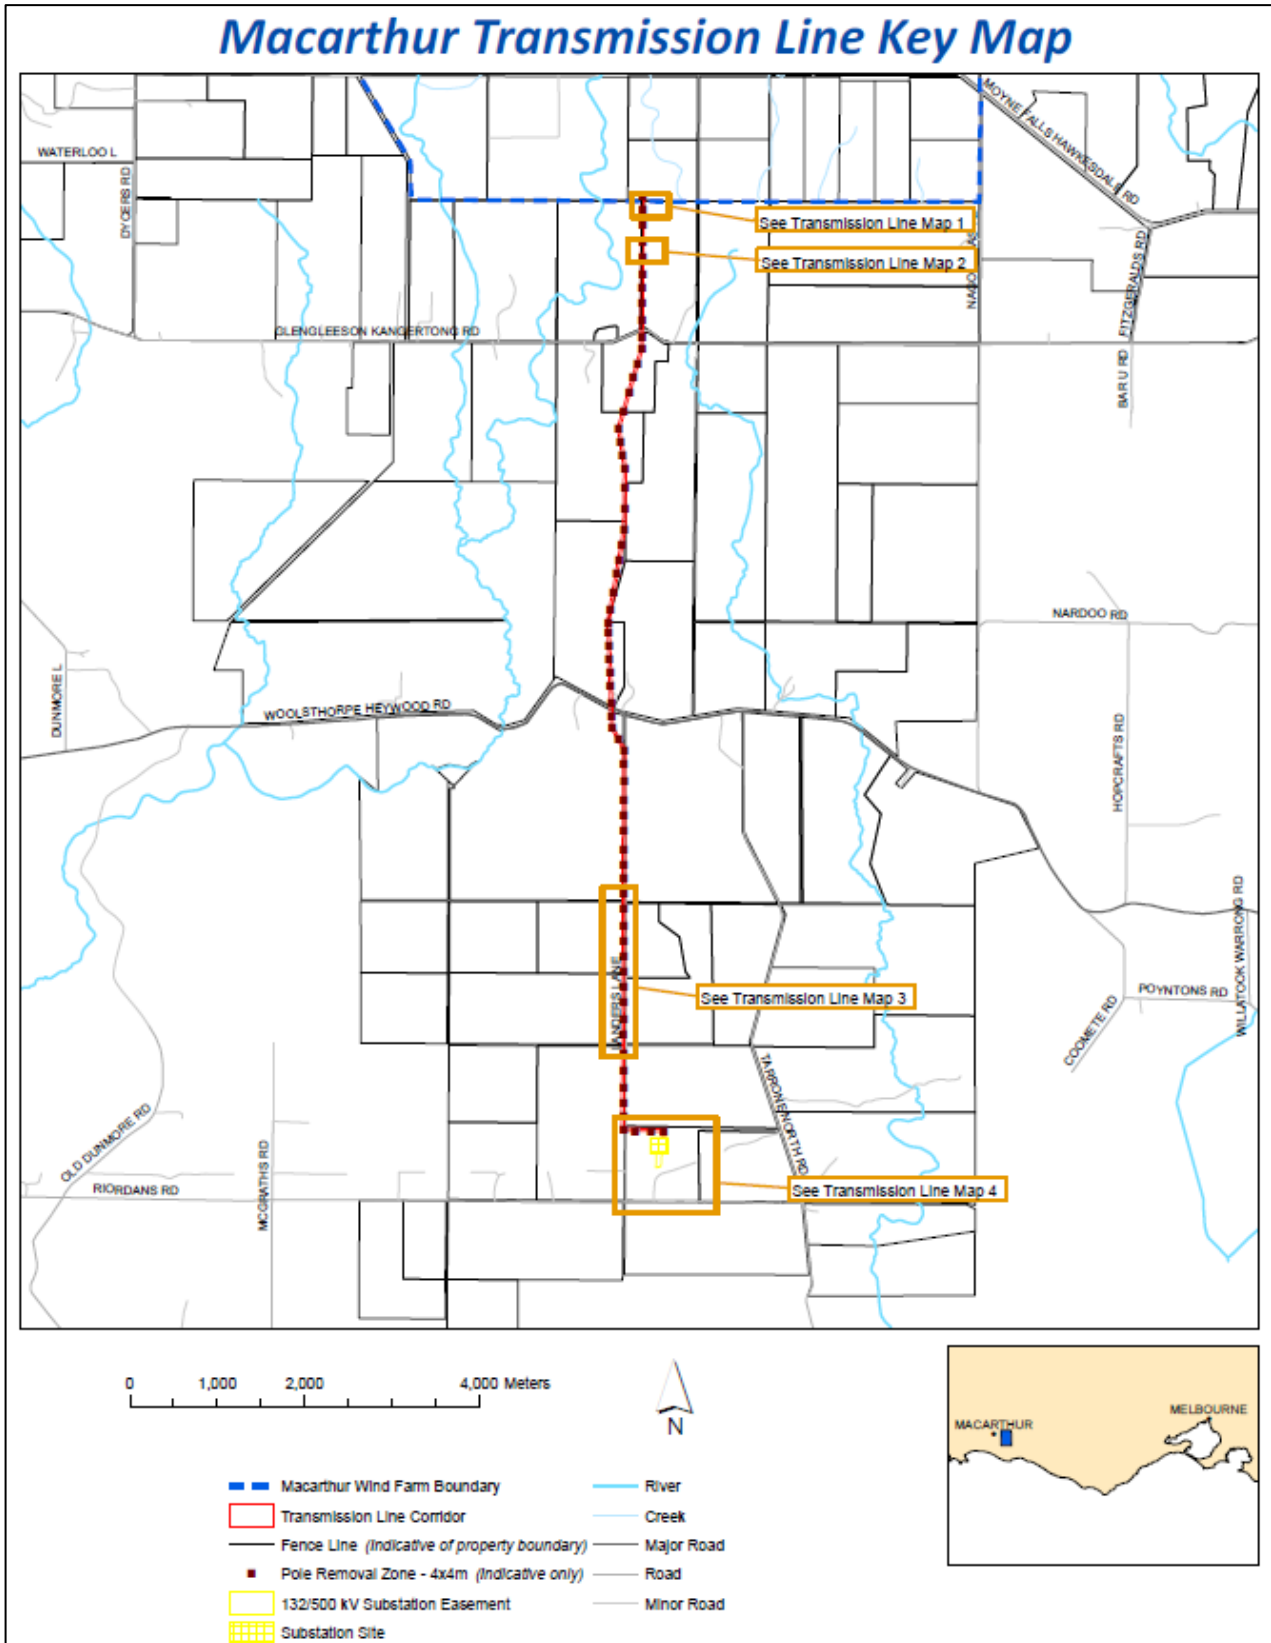 Macarthur Transmission Line Key Map
MOYNE FALLS HAWKESDALE RD
WATERLOO L
DYCERS RD
See Transmission Line Map 1
See Transmission Line Map 2
FITZGERALDS RD
GLENGLEESON KANGERTONG RD
BARU RD
NARDOO RD
DUNMORE L
WOOLSTHORPE HEYWOOD RD
HOPCRAFTS RD
WILLATOOK WARRONG RD
LANDERS LANE
See Transmission Line Map 3
POYNTONS RD
COOMETE RD
TARRONE NORTH RD
OLD DUNMORE RD
MCGRATHS RD
RIORDANS RD
See Transmission Line Map 4
0 1,000 2,000 4,000 Meters
N
MACARTHUR
MELBOURNE
Macarthur Wind Farm Boundary
Transmission Line Corridor
Fence Line (Indicative of property boundary)
Pole Removal Zone - 4x4m (Indicative only)
132/500 kV Substation Easement
Substation Site
River
Creek
Major Road
Road
Minor Road